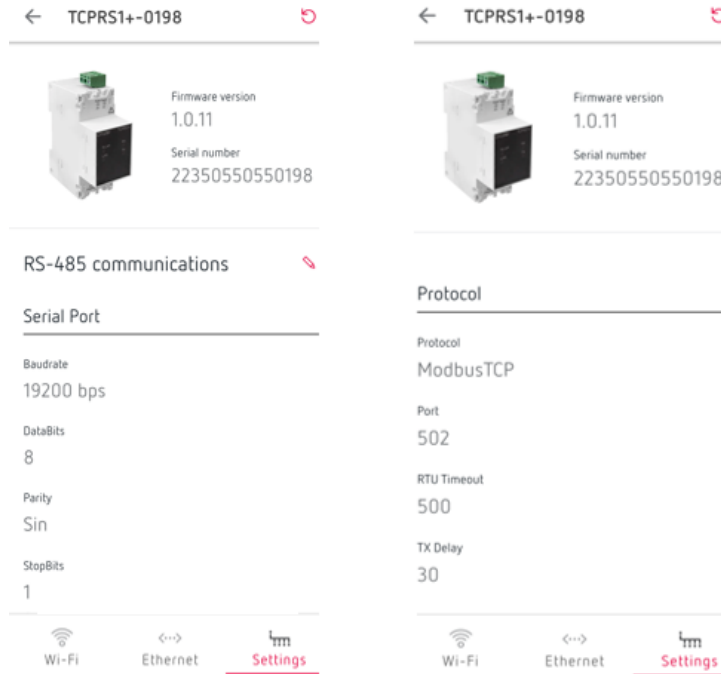 TCPRS1+-0198
Firmware version
1.0.11
Serial number
22350550550198
RS-485 communications
Serial Port
Baudrate
19200 bps
DataBits
8
Parity
Sin
StopBits
1
Wi-Fi
Ethernet
Settings
TCPRS1+-0198
Firmware version
1.0.11
Serial number
22350550550198
Protocol
Protocol
ModbusTCP
Port
502
RTU Timeout
500
TX Delay
30
Wi-Fi
Ethernet
Settings